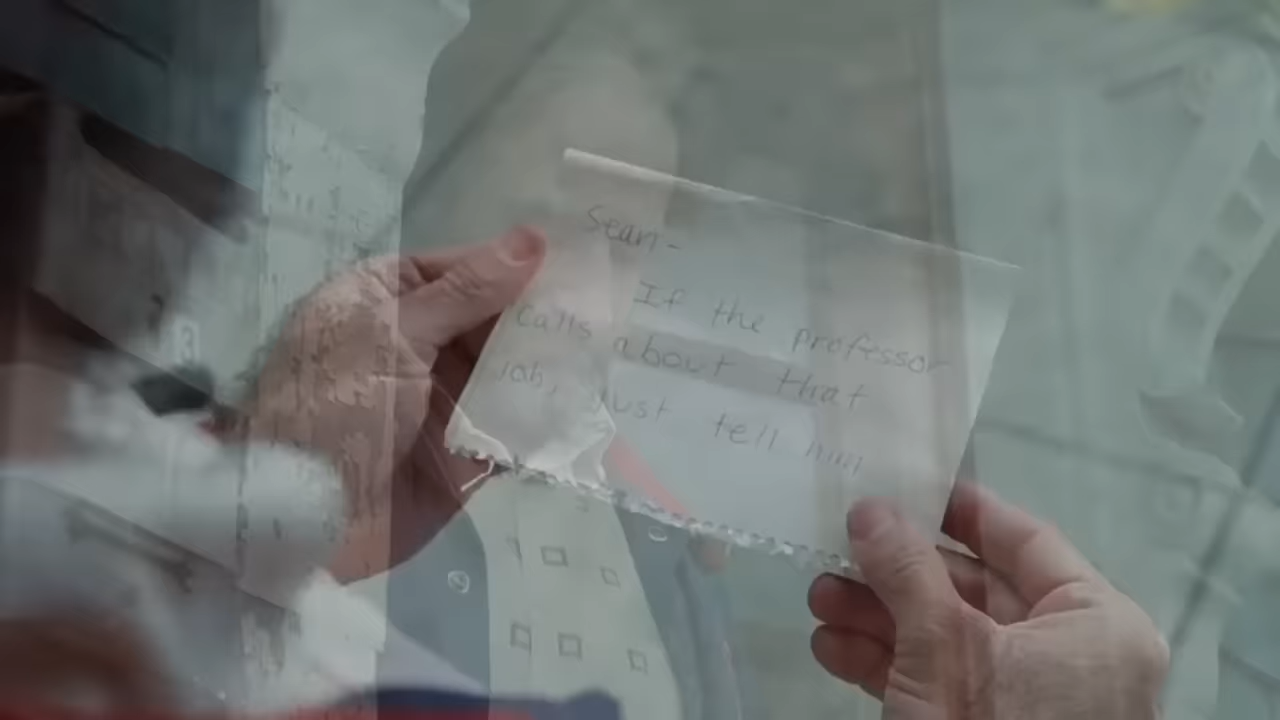 Sean-
If the professor
calls about that
job, just tell him